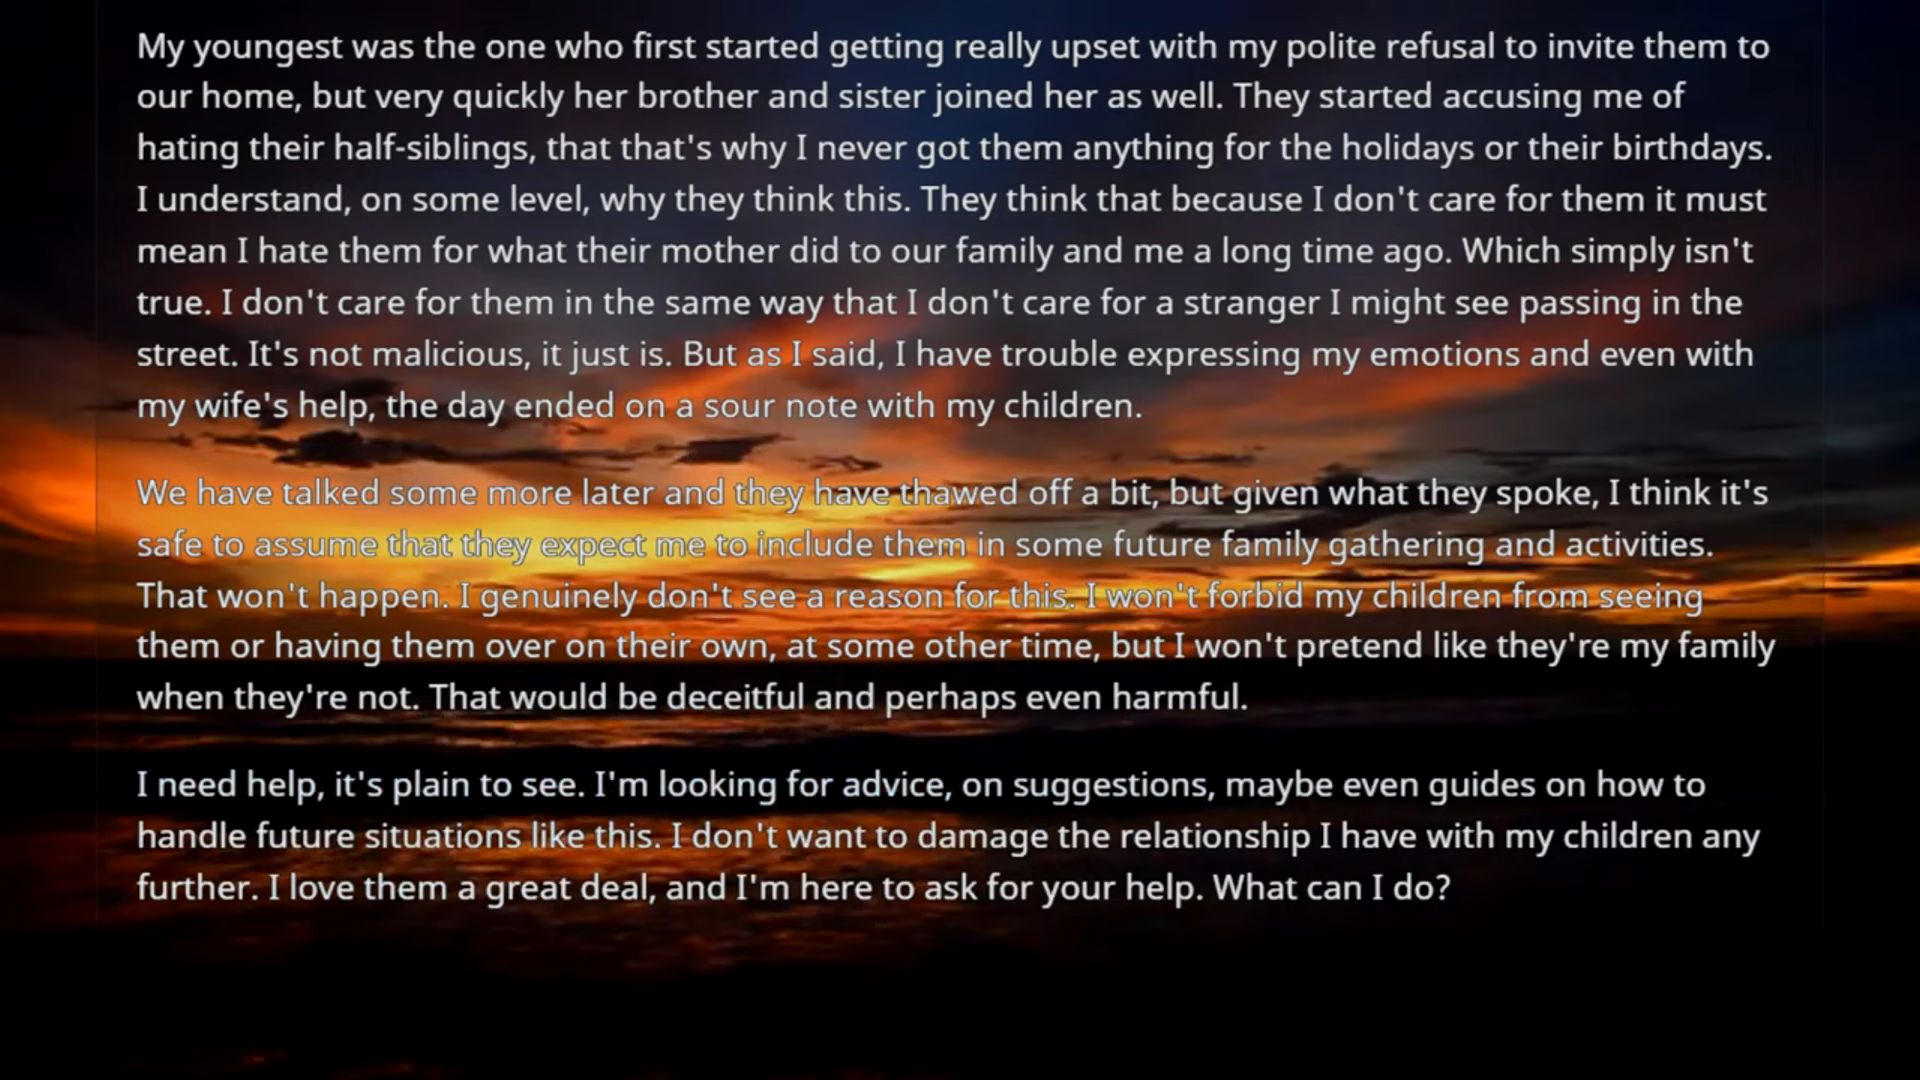 My youngest was the one who first started getting really upset with my polite refusal to invite them to
our home, but very quickly her brother and sister joined her as well. They started accusing me of
hating their half-siblings, that that's why I never got them anything for the holidays or their birthdays.
I understand, on some level, why they think this. They think that because I don't care for them it must
mean I hate them for what their mother did to our family and me a long time ago. Which simply isn't
true. I don't care for them in the same way that I don't care for a stranger I might see passing in the
street. It's not malicious, it just is. But as I said, I have trouble expressing my emotions and even with
my wife's help, the day ended on a sour note with my children.
We have talked some more later and they have thawed off a bit, but given what they spoke, I think it's
safe to assume that they expect me to include them in some future family gathering and activities.
That won't happen. I genuinely don't see a reason for this. I won't forbid my children from seeing
them or having them over on their own, at some other time, but I won't pretend like they're my family
when they're not. That would be deceitful and perhaps even harmful.
I need help, it's plain to see. I'm looking for advice, on suggestions, maybe even guides on how to
handle future situations like this. I don't want to damage the relationship I have with my children any
further. I love them a great deal, and I'm here to ask for your help. What can I do?